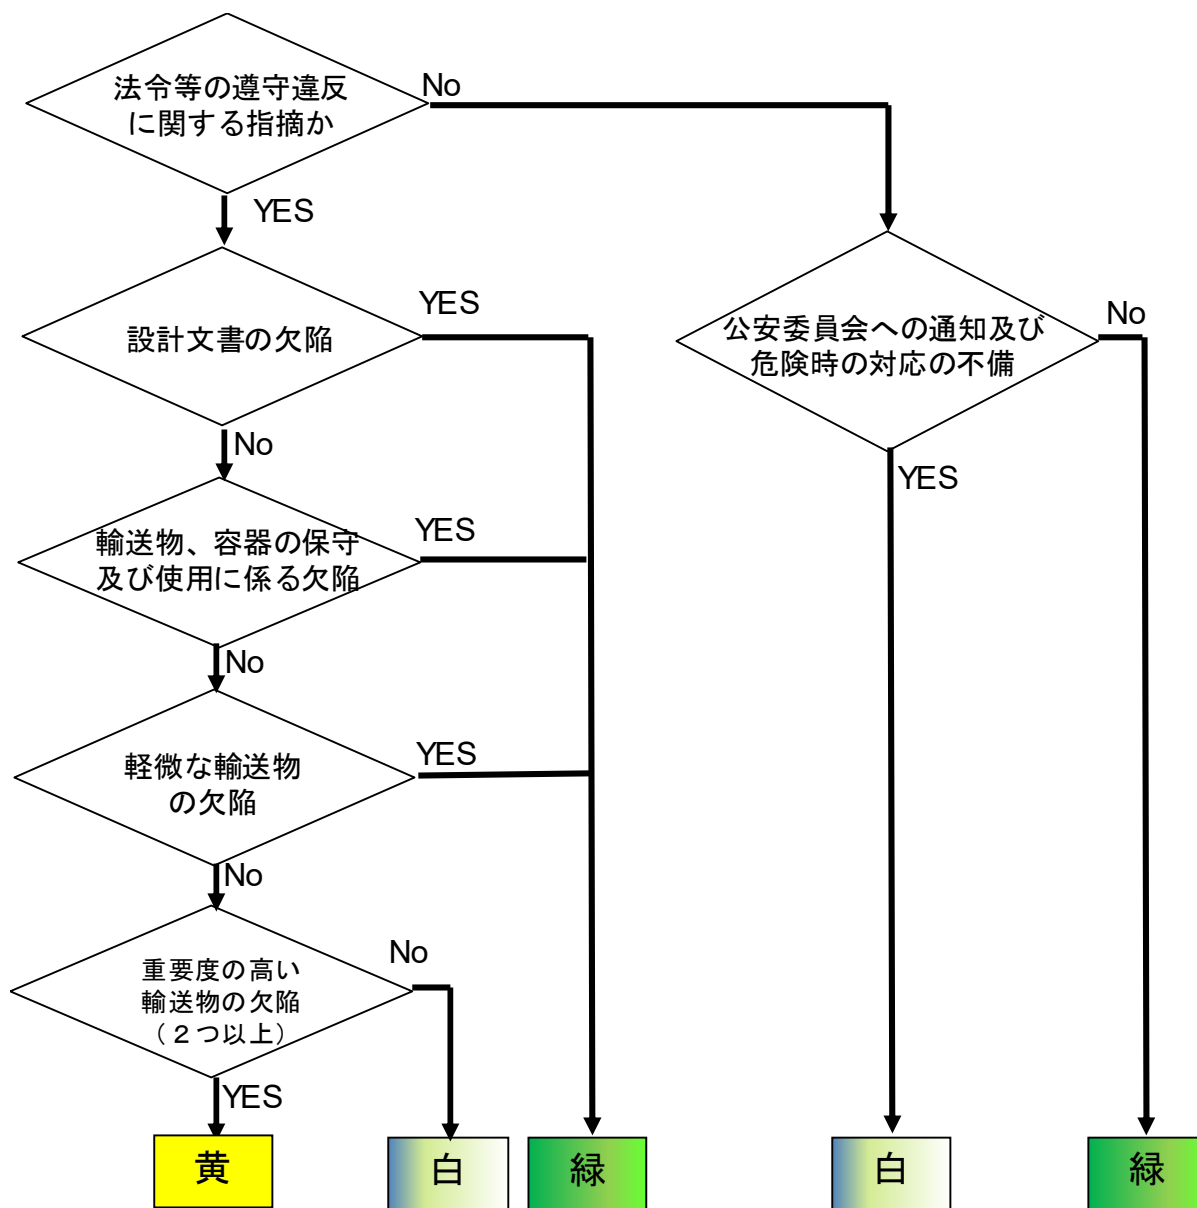 法令等の遵守違反
に関する指摘か
No
YES
設計文書の欠陥
YES
公安委員会への通知及び
危険時の対応の不備
No
No
YES
輸送物、容器の保守
及び使用に係る欠陥
YES
No
軽微な輸送物
の欠陥
YES
No
重要度の高い
輸送物の欠陥
（２つ以上）
No
YES
黄
白
緑
白
緑